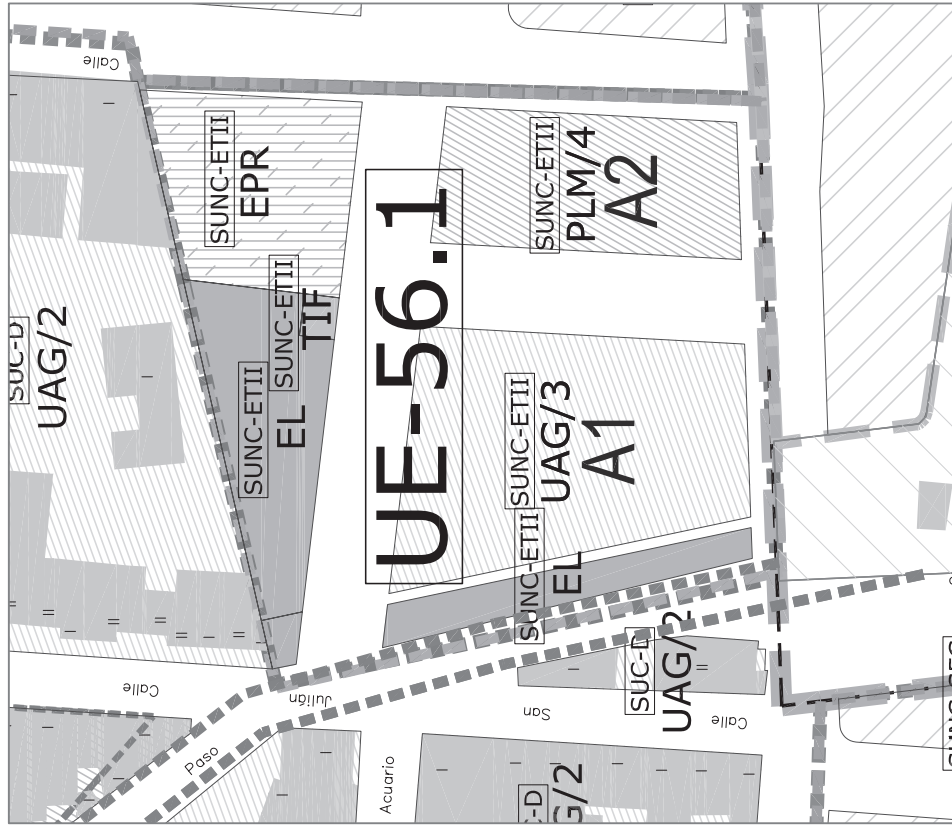 Calle
SUNC-ETII
EPR
SUNC-ETII
PLM/4
A2
UE-56.1
SUNC-ETII
TIF
SUNC-ETII
EL
SUC-D
UAG/2
SUNC-ETII
UAG/3
A1
SUNC-ETII
EL
SUC-D
UAG/2
Calle
Julián
San
Calle
Paso
Acuario